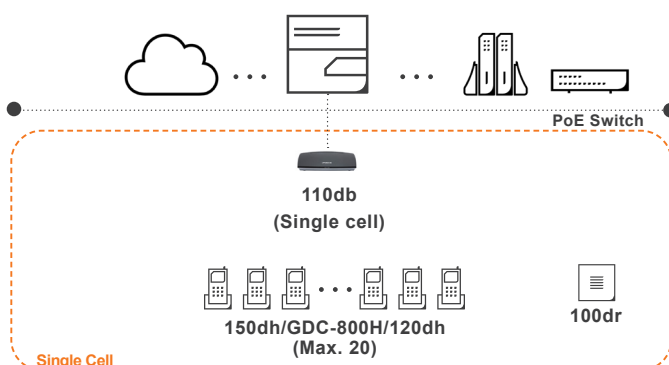 PoE Switch
110db
(Single cell)
150dh/GDC-800H/120dh
(Max. 20)
100dr
Single Cell